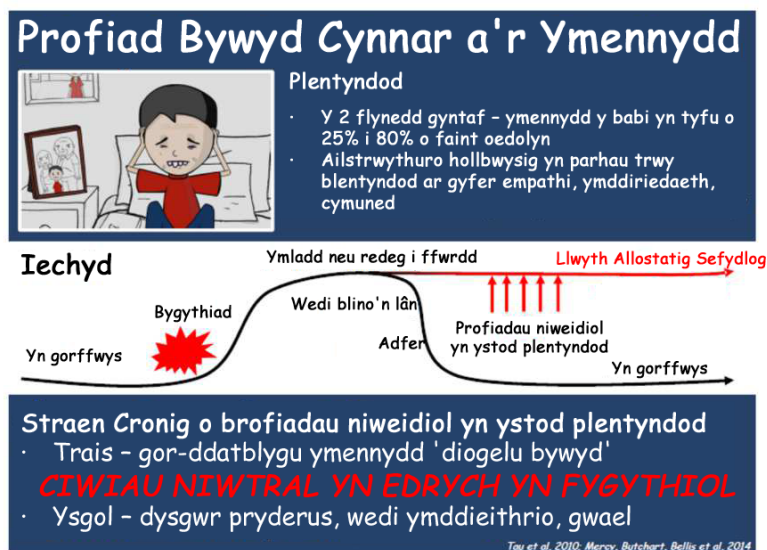 Profiad Bywyd Cynnar a'r Ymennydd
Plentyndod
· Y 2 flynedd gyntaf – ymennydd y babi yn tyfu o
25% i 80% o faint oedolyn
· Ailstrwythuro hollbwysig yn parhau trwy
blentyndod ar gyfer empathi, ymddiriedaeth,
cymuned
Iechyd
Ymladd neu redeg i ffwrdd
Llwyth Allostatig Sefydlog
Bygythiad
Wedi blino'n lân
Adfer
Profiadau niweidiol
yn ystod plentyndod
Yn gorffwys
Yn gorffwys
Straen Cronig o brofiadau niweidiol yn ystod plentyndod
· Trais – gor-ddatblygu ymennydd 'diogelu bywyd'
CIWIAU NIWTRAL YN EDRYCH YN FYGYTHIOL
· Ysgol – dysgwr pryderus, wedi ymddieithrio, gwael
Tau et al. 2010; Mercy, Butchart, Bellis et al. 2014